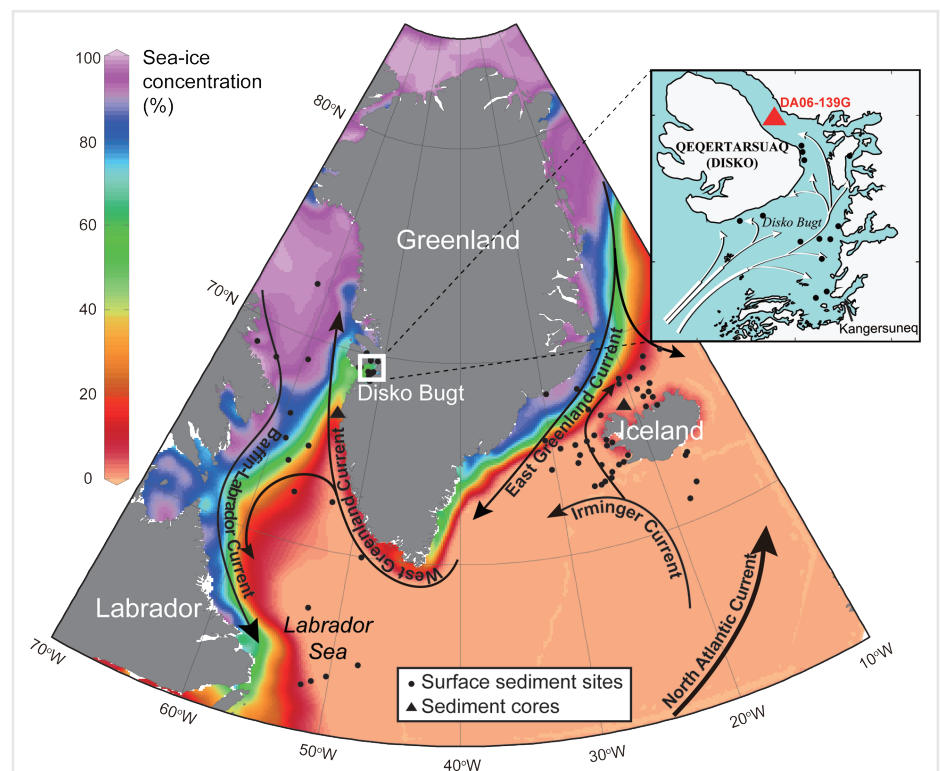 100
80
60
40
20
0
Sea-ice
concentration
(%)
80°N
70°N
DA06-139G
QEQERTARSUAQ
(DISKO)
Disko Bugt
Kangersuneq
Greenland
Disko Bugt
Iceland
East Greenland Current
Irminger Current
North Atlantic Current
West Greenland Current
Baffin-Labrador Current
Labrador
Labrador
Sea
Surface sediment sites
Sediment cores
70°W
60°W
50°W
40°W
30°W
20°W
10°W